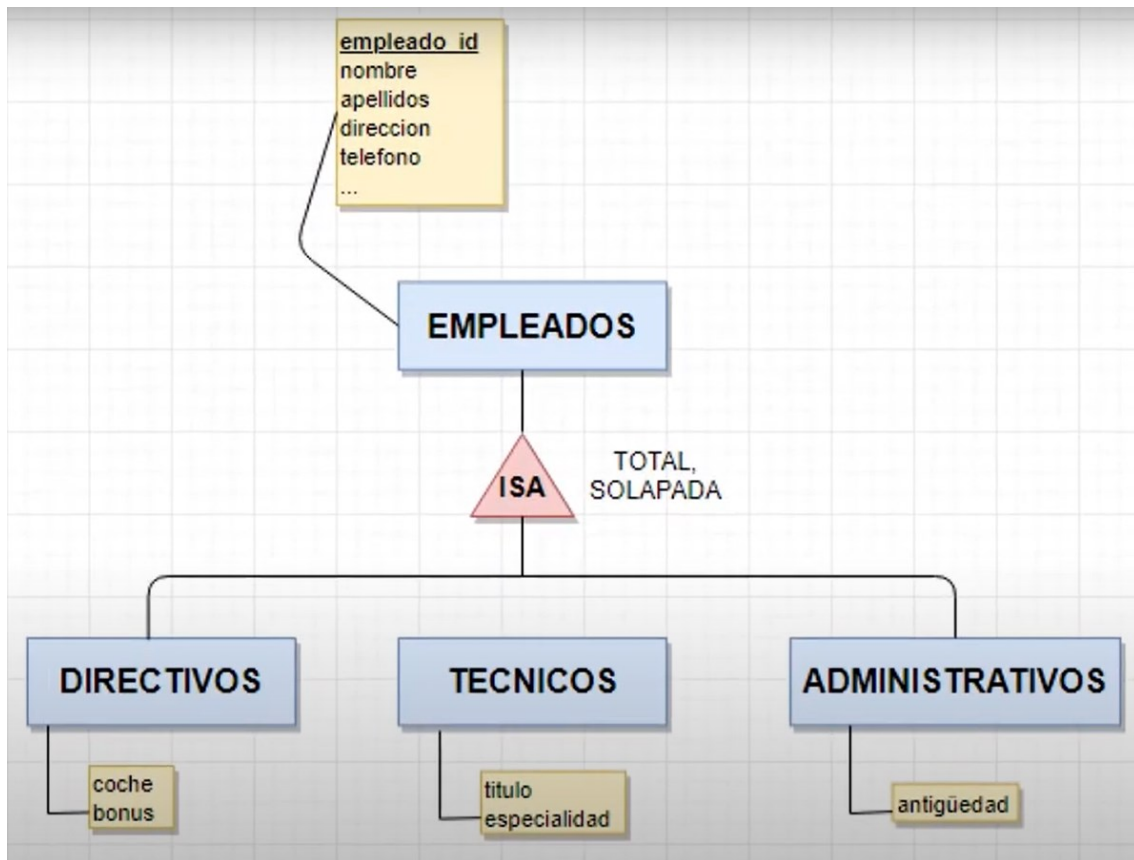 empleado_id
nombre
apellidos
direccion
telefono
...
EMPLEADOS
ISA
TOTAL,
SOLAPADA
DIRECTIVOS
TECNICOS
ADMINISTRATIVOS
coche
bonus
titulo
especialidad
antigüedad